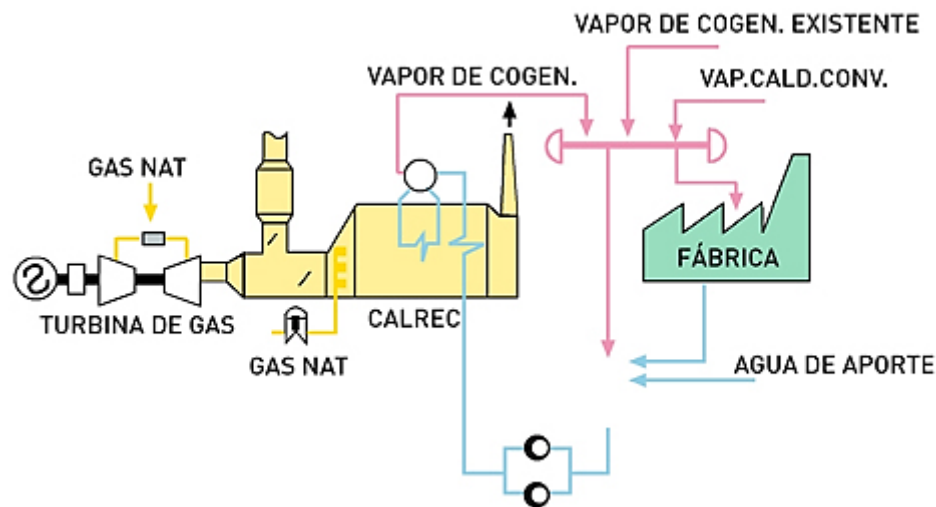 VAPOR DE COGEN. EXISTENTE
VAPOR DE COGEN.
VAP.CALD.CONV.
GAS NAT
FÁBRICA
TURBINA DE GAS
CALREC
GAS NAT
AGUA DE APORTE